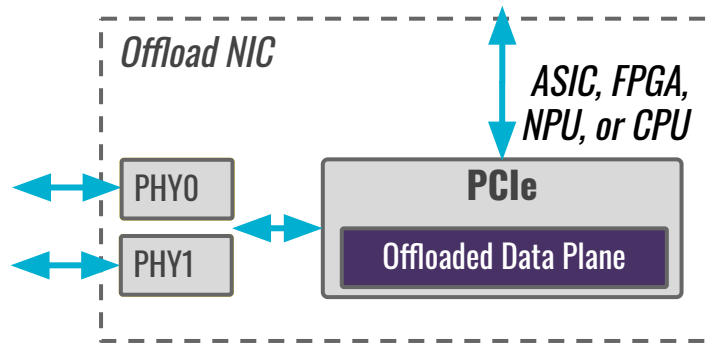 Offload NIC
ASIC, FPGA,
NPU, or CPU
PHY0
PHY1
PCIe
Offloaded Data Plane